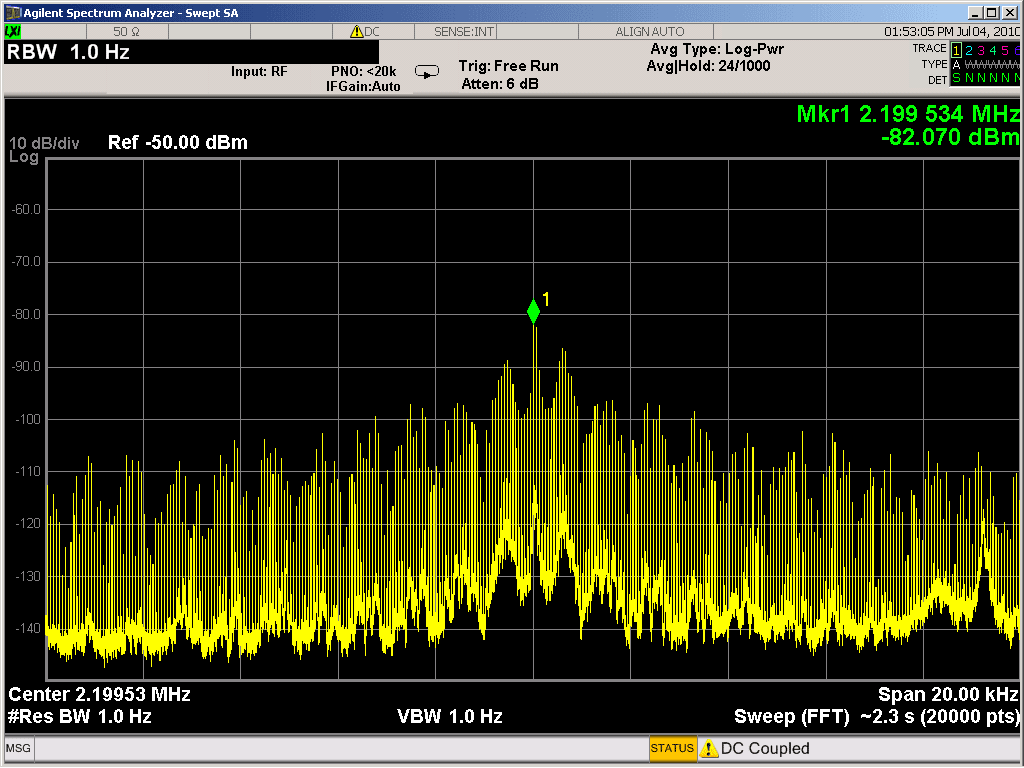 Agilent Spectrum Analyzer - Swept SA
LXI 50 Ω DC SENSE:INT ALIGN AUTO 01:53:05 PM Jul 04, 2010
RBW 1.0 Hz
Input: RF PNO: <20k
IFGain:Auto
Trig: Free Run
Atten: 6 dB
Avg Type: Log-Pwr
Avg|Hold: 24/1000
TRACE 1 2 3 4 5 6
TYPE A WWWWWW
DET S N N N N N
Mkr1 2.199 534 MHz
-82.070 dBm
10 dB/div Ref -50.00 dBm
Log
-60.0
-70.0
-80.0
1
-90.0
-100
-110
-120
-130
-140
Center 2.19953 MHz Span 20.00 kHz
#Res BW 1.0 Hz VBW 1.0 Hz Sweep (FFT) ~2.3 s (20000 pts)
MSG STATUS DC Coupled